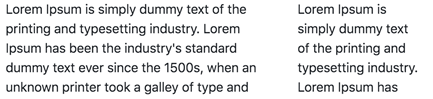 Lorem Ipsum is simply dummy text of the
printing and typesetting industry. Lorem
Ipsum has been the industry's standard
dummy text ever since the 1500s, when an
unknown printer took a galley of type and
Lorem Ipsum is
simply dummy text
of the printing and
typesetting industry.
Lorem Ipsum has